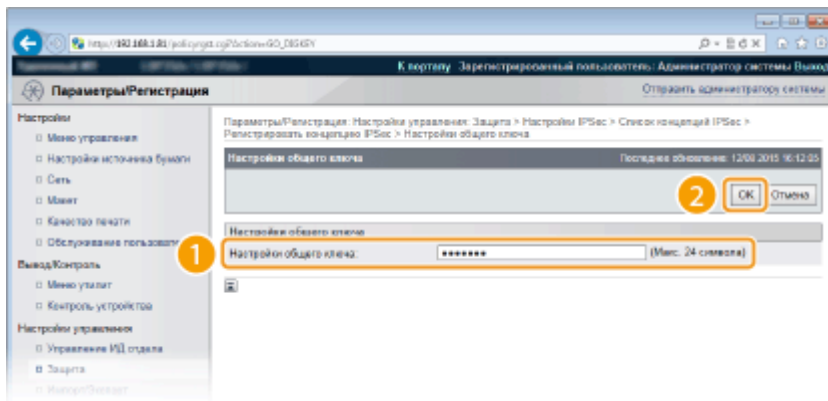 http://192.168.1.81/
К порталу Зарегистрированный пользователь: Администратор системы Выход
Параметры/Регистрация
Отправить администратору системы
Настройки
Параметры/Регистрация: Настройки управления: Защита > Настройки IPSec > Список концепций IPSec >
Регистрировать концепцию IPSec > Настройки общего ключа
Меню управления
Настройки источника бумаги
Настройки общего ключа
Последнее обновление: 12/08 2015 16:12:05
Сеть
Макет
2
OK
Отмена
Качество печати
Настройки общего ключа
Обслуживание
1
Настройки общего ключа:
•••••••
(Макс. 24 символа)
Вывод/Контроль
Меню утилит
Контроль устройства
Настройки управления
Управление ИД отдела
Защита
Импорт/Экспорт